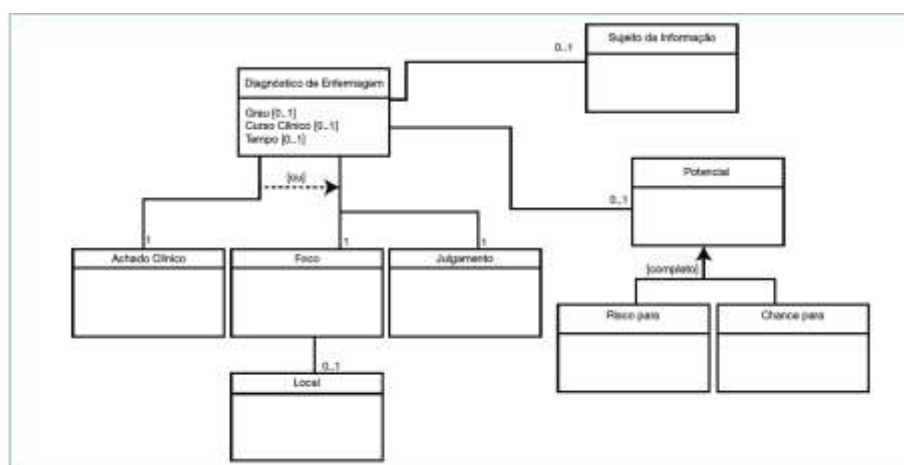 Sujeito da Informação
0..1
Diagnóstico de Enfermagem
Grau [0..1]
Curso Clínico [0..1]
Tempo [0..1]
Potencial
[ou]
0..1
1
1
1
Achado Clínico
Foco
Julgamento
[completo]
Risco para
Chance para
0..1
Local